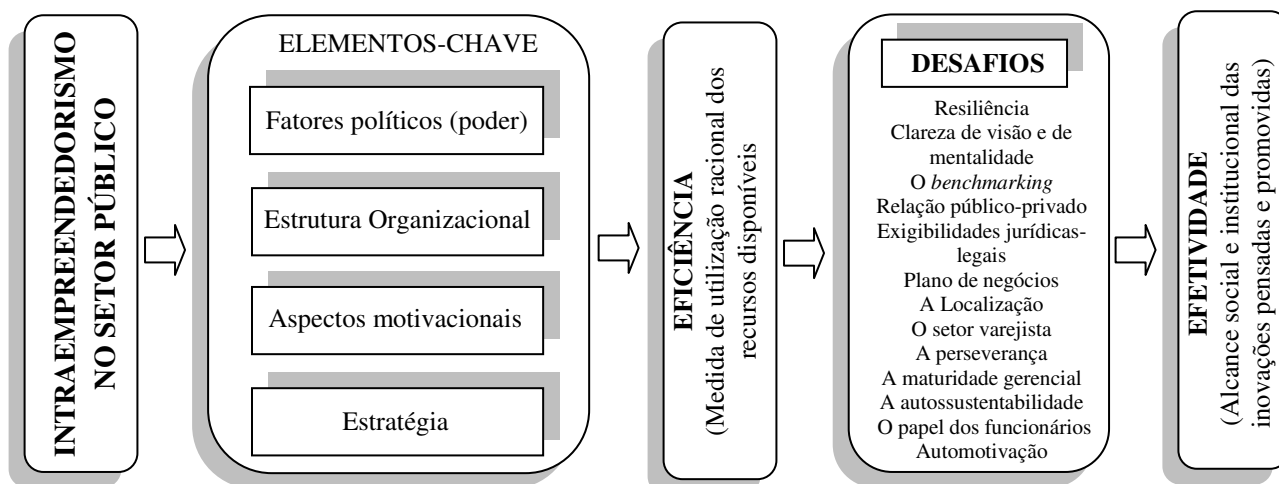 INTRAEMPREENDEDORISMO
NO SETOR PÚBLICO
ELEMENTOS-CHAVE
Fatores políticos (poder)
Estrutura Organizacional
Aspectos motivacionais
Estratégia
EFICIÊNCIA
(Medida de utilização racional dos
recursos disponíveis
DESAFIOS
Resiliência
Clareza de visão e de
mentalidade
O benchmarking
Relação público-privado
Exigibilidades jurídicas-
legais
Plano de negócios
A Localização
O setor varejista
A perseverança
A maturidade gerencial
A autossustentabilidade
O papel dos funcionários
Automotivação
EFETIVIDADE
(Alcance social e institucional das
inovações pensadas e promovidas)